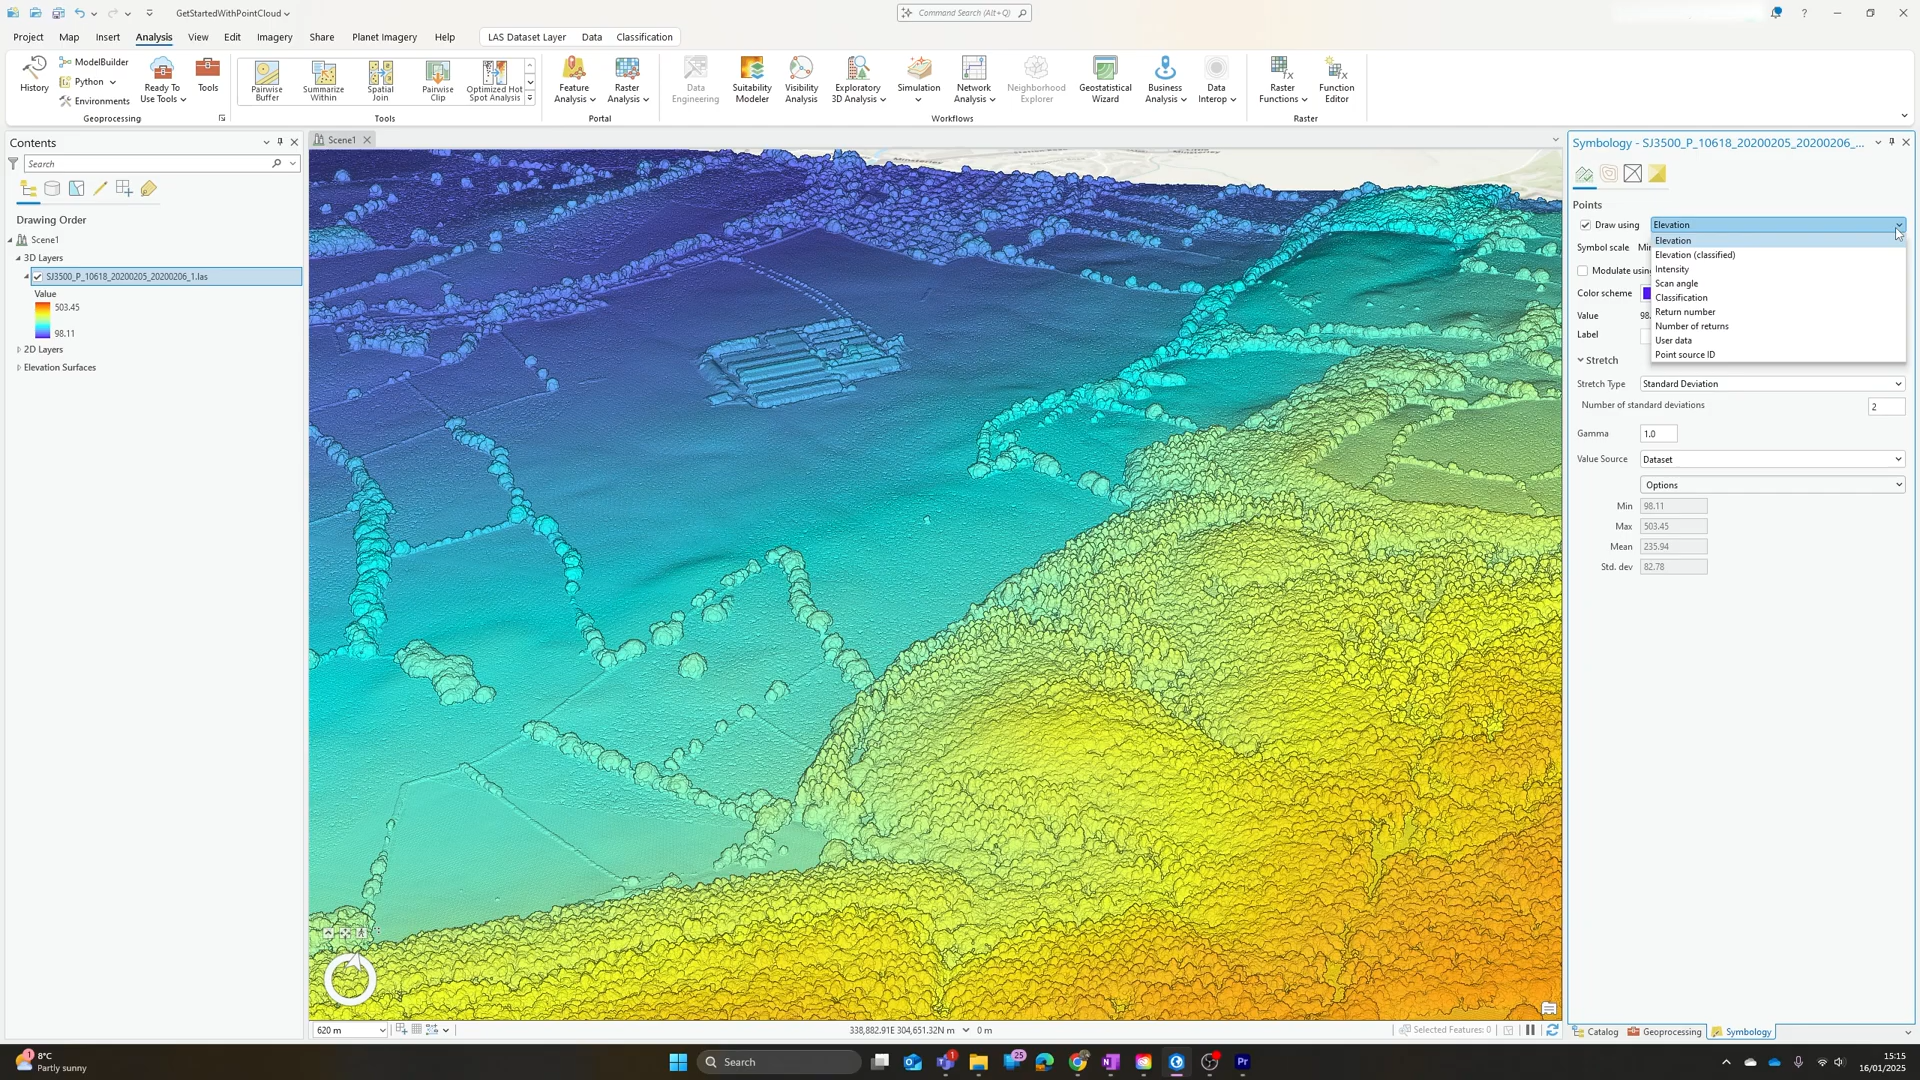 GetStartedWithPointCloud
Command Search (Alt+Q)
Project Map Insert Analysis View Edit Imagery Share Planet Imagery Help LAS Dataset Layer Data Classification
History
ModelBuilder
Python
Environments
Ready To Use Tools
Tools
Geoprocessing
Pairwise Buffer
Summarize Within
Spatial Join
Pairwise Clip
Optimized Hot Spot Analysis
Tools
Feature Analysis
Raster Analysis
Portal
Data Engineering
Suitability Modeler
Visibility Analysis
Exploratory 3D Analysis
Simulation
Network Analysis
Neighborhood Explorer
Geostatistical Wizard
Business Analysis
Data Interop
Workflows
Raster Functions
Function Editor
Raster
Contents
Search
Drawing Order
Scene1
3D Layers
SJ3500_P_10618_20200205_20200206_1.las
Value
503.45
98.11
2D Layers
Elevation Surfaces
Scene1
620 m
338,882.91E 304,651.32N m
0 m
Selected Features: 0
Symbology - SJ3500_P_10618_20200205_20200206_...
Points
Draw using Elevation
Elevation
Elevation (classified)
Intensity
Scan angle
Classification
Return number
Number of returns
User data
Point source ID
Symbol scale Min
Modulate usin
Color scheme
Value 98.
Label
Stretch
Stretch Type Standard Deviation
Number of standard deviations 2
Gamma 1.0
Value Source Dataset
Options
Min 98.11
Max 503.45
Mean 235.94
Std. dev 82.78
Catalog Geoprocessing Symbology
1
8°C
Partly sunny
Search
1
25
Pr
15:15
16/01/2025